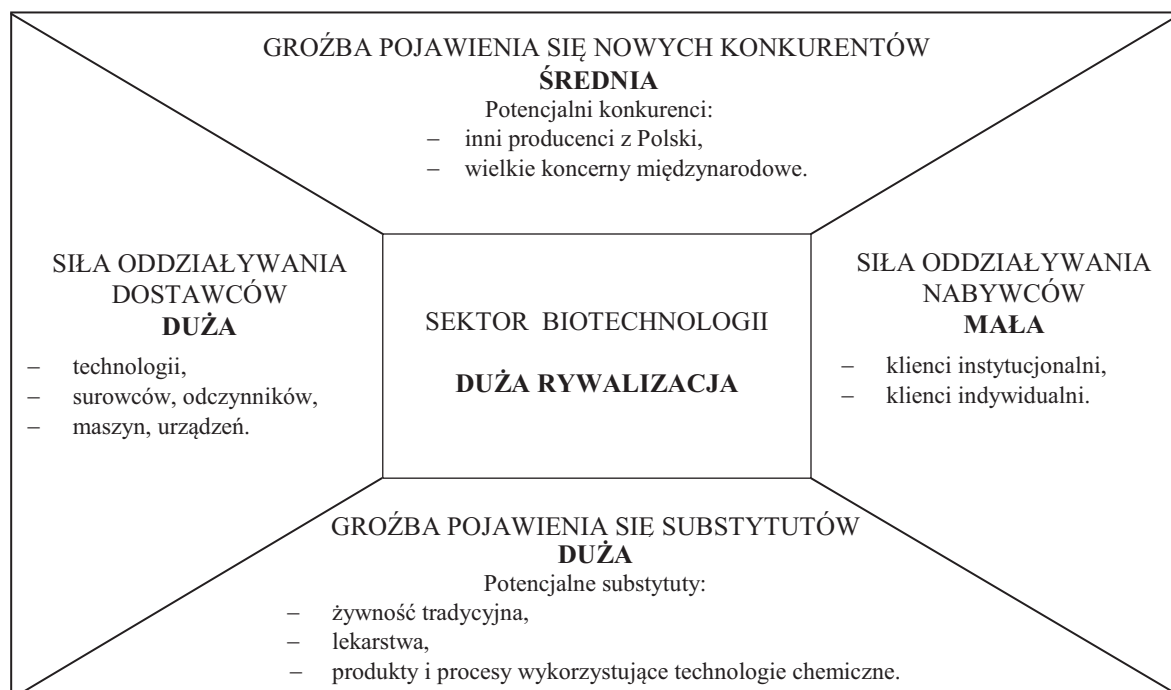 GROŹBA POJAWIENIA SIĘ NOWYCH KONKURENTÓW
ŚREDNIA
Potencjalni konkurenci:
– inni producenci z Polski,
– wielkie koncerny międzynarodowe.
SIŁA ODDZIAŁYWANIA
DOSTAWCÓW
DUŻA
– technologii,
– surowców, odczynników,
– maszyn, urządzeń.
SEKTOR BIOTECHNOLOGII
DUŻA RYWALIZACJA
SIŁA ODDZIAŁYWANIA
NABYWCÓW
MAŁA
– klienci instytucjonalni,
– klienci indywidualni.
GROŹBA POJAWIENIA SIĘ SUBSTYTUTÓW
DUŻA
Potencjalne substytuty:
– żywność tradycyjna,
– lekarstwa,
– produkty i procesy wykorzystujące technologie chemiczne.